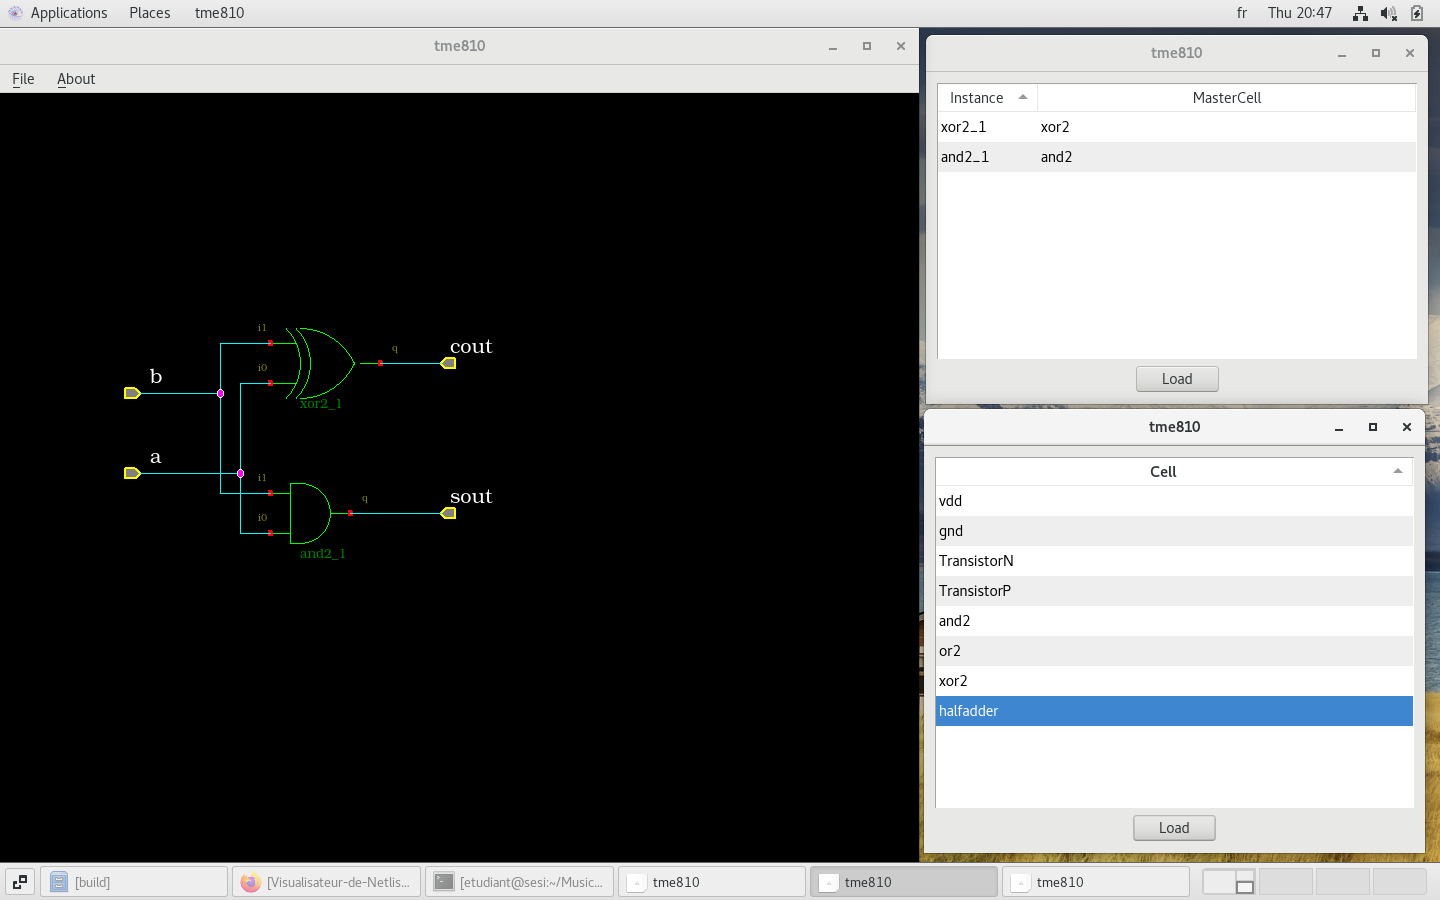 Applications Places tme810 fr Thu 20:47
tme810
File About
i1
i0
q
cout
xor2_1
b
a
i1
i0
q
sout
and2_1
tme810
Instance MasterCell
xor2_1 xor2
and2_1 and2
Load
tme810
Cell
vdd
gnd
TransistorN
TransistorP
and2
or2
xor2
halfadder
Load
[build] [Visualisateur-de-Netlis... [etudiant@sesi:~/Music... tme810 tme810 tme810